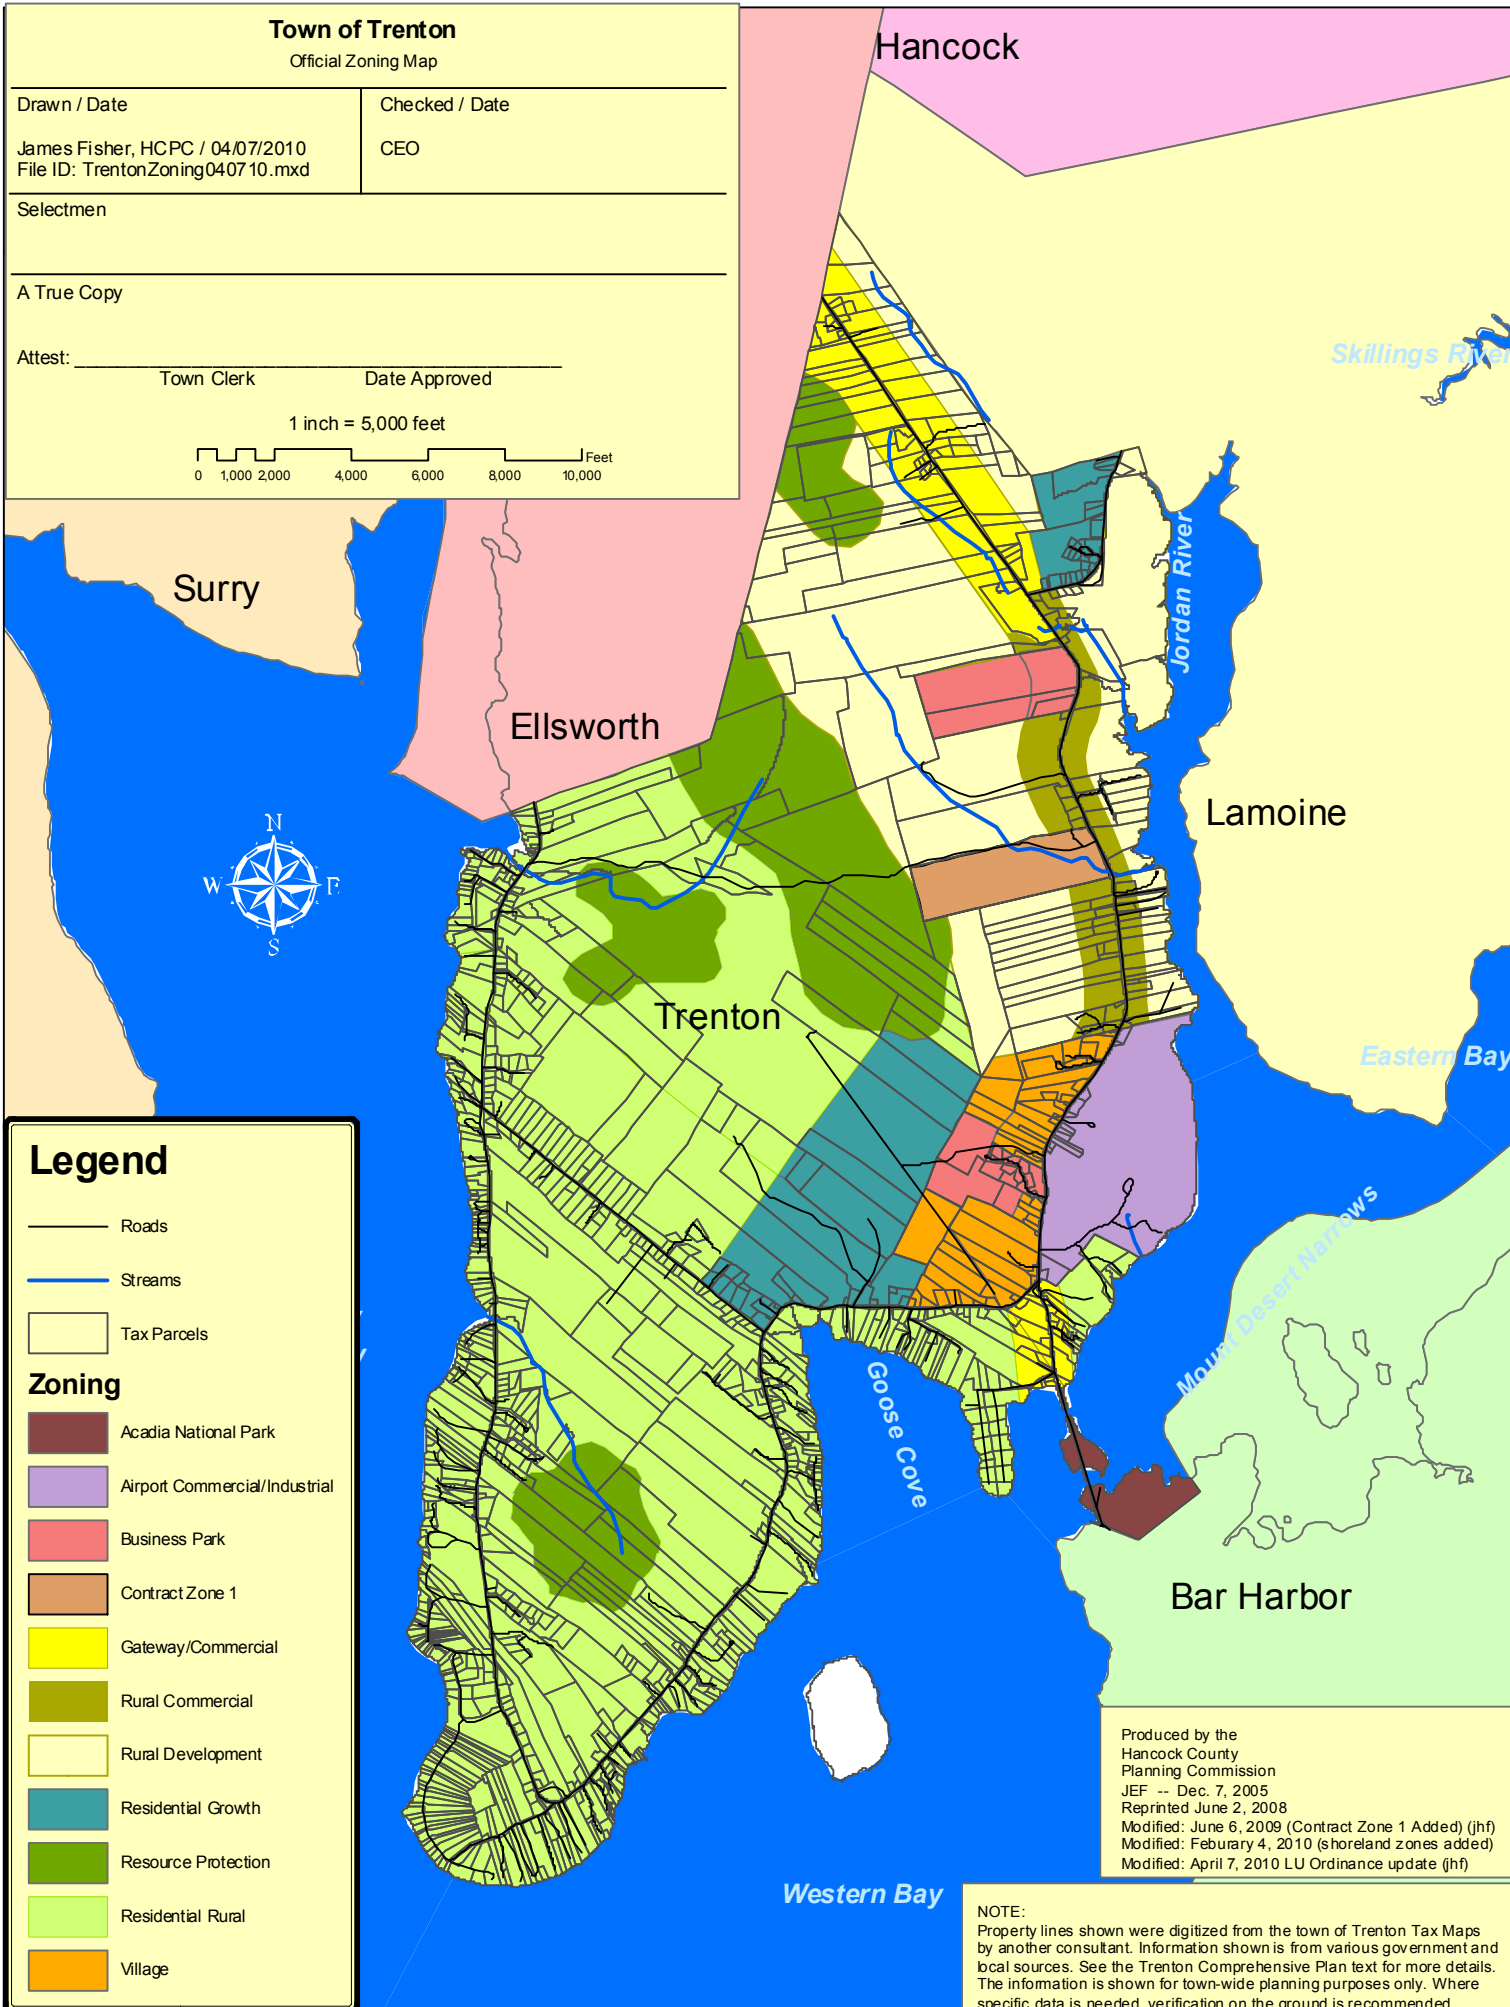 Town of Trenton
Official Zoning Map
Drawn / Date
Checked / Date
James Fisher, HCPC / 04/07/2010
CEO
File ID: TrentonZoning040710.mxd
Selectmen
A True Copy
Attest:
Town Clerk
Date Approved
1 inch = 5,000 feet
Feet
0 1,000 2,000 4,000 6,000 8,000 10,000
Hancock
Skillings River
Surry
Jordan River
Ellsworth
Lamoine
N
W E
S
Trenton
Eastern Bay
Mount Desert Narrows
Goose Cove
Bar Harbor
Western Bay
Legend
Roads
Streams
Tax Parcels
Zoning
Acadia National Park
Airport Commercial/Industrial
Business Park
Contract Zone 1
Gateway/Commercial
Rural Commercial
Rural Development
Residential Growth
Resource Protection
Residential Rural
Village
Produced by the
Hancock County
Planning Commission
JEF -- Dec. 7, 2005
Reprinted June 2, 2008
Modified: June 6, 2009 (Contract Zone 1 Added) (jhf)
Modified: Feburary 4, 2010 (shoreland zones added)
Modified: April 7, 2010 LU Ordinance update (jhf)
NOTE:
Property lines shown were digitized from the town of Trenton Tax Maps
by another consultant. Information shown is from various government and
local sources. See the Trenton Comprehensive Plan text for more details.
The information is shown for town-wide planning purposes only. Where
specific data is needed, verification on the ground is recommended.